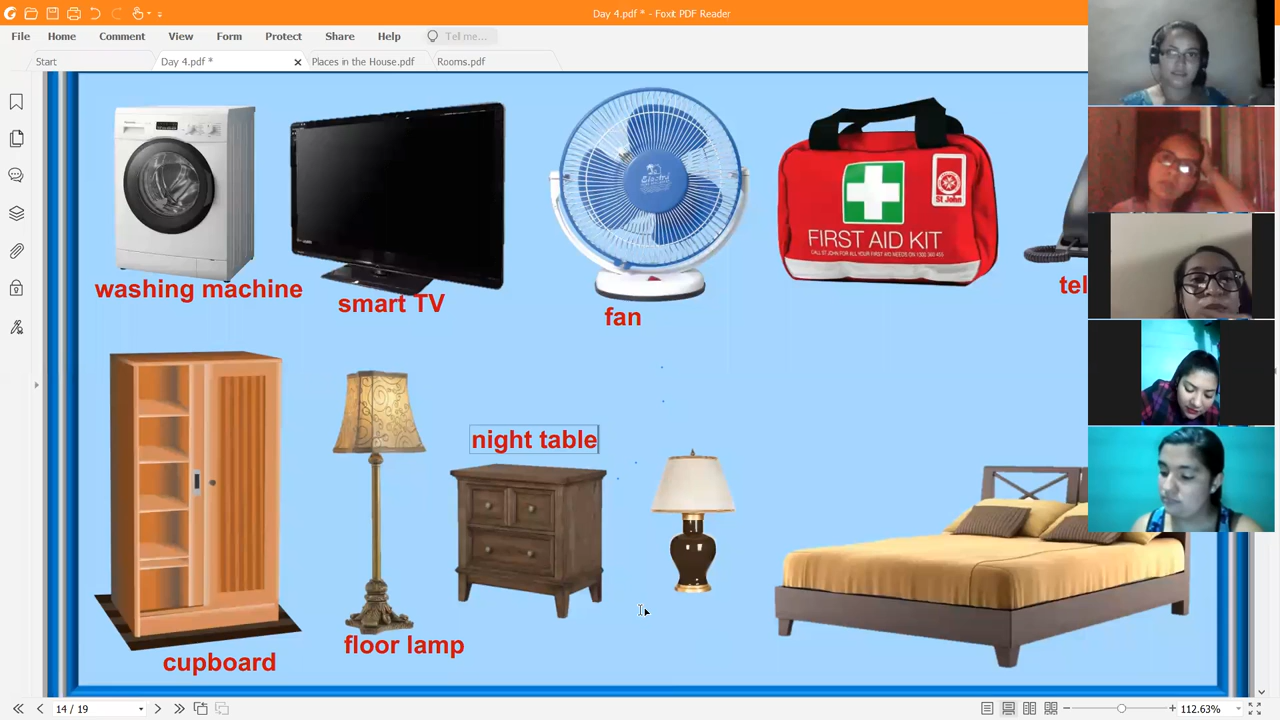 Day 4.pdf * - Foxit PDF Reader
File Home Comment View Form Protect Share Help Tell me...
Start Day 4.pdf * Places in the House.pdf Rooms.pdf
St John
FIRST AID KIT
washing machine
smart TV
fan
tel
night table
floor lamp
cupboard
14 / 19
112.63%